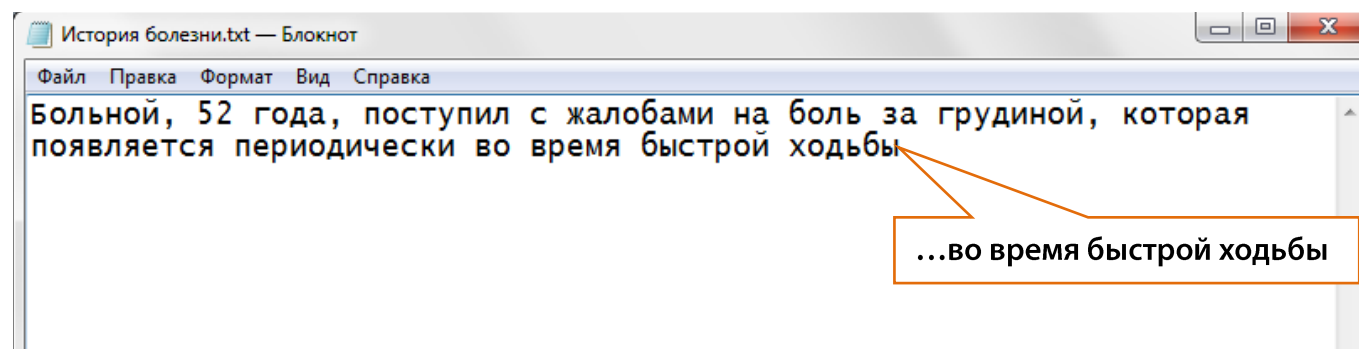 История болезни.txt — Блокнот
Файл Правка Формат Вид Справка
Больной, 52 года, поступил с жалобами на боль за грудиной, которая
появляется периодически во время быстрой ходьбы
...во время быстрой ходьбы